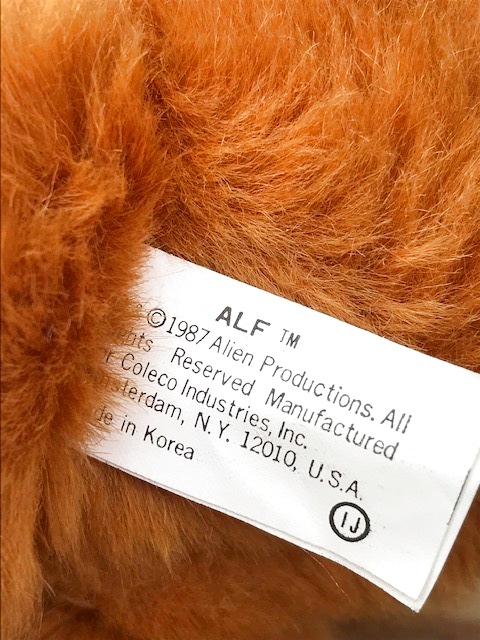 ALF TM
©1987 Alien Productions. All
Reserved Manufactured
Coleco Industries, Inc.
N.Y. 12010, U.S.A.
in Korea
IJ